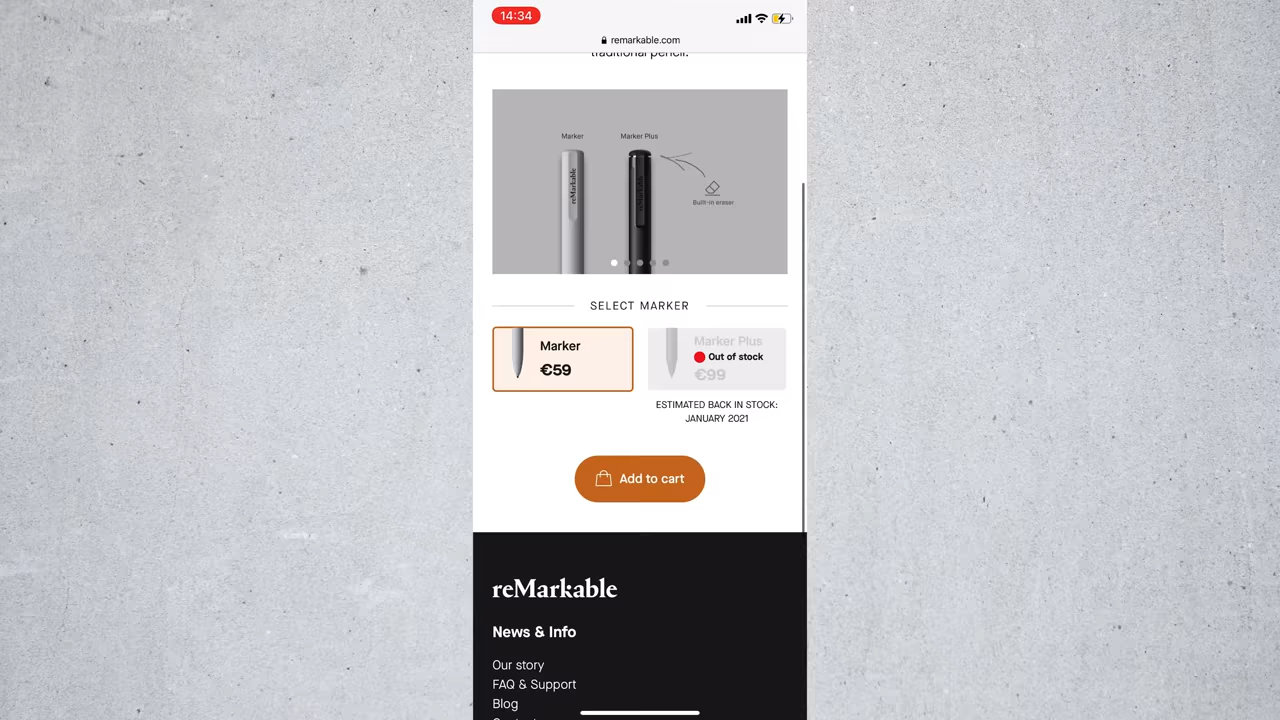 14:34
remarkable.com
traditional pencil.
Marker
Marker Plus
reMarkable
Built-in eraser
SELECT MARKER
Marker
€59
Marker Plus
Out of stock
€99
ESTIMATED BACK IN STOCK:
JANUARY 2021
Add to cart
reMarkable
News & Info
Our story
FAQ & Support
Blog